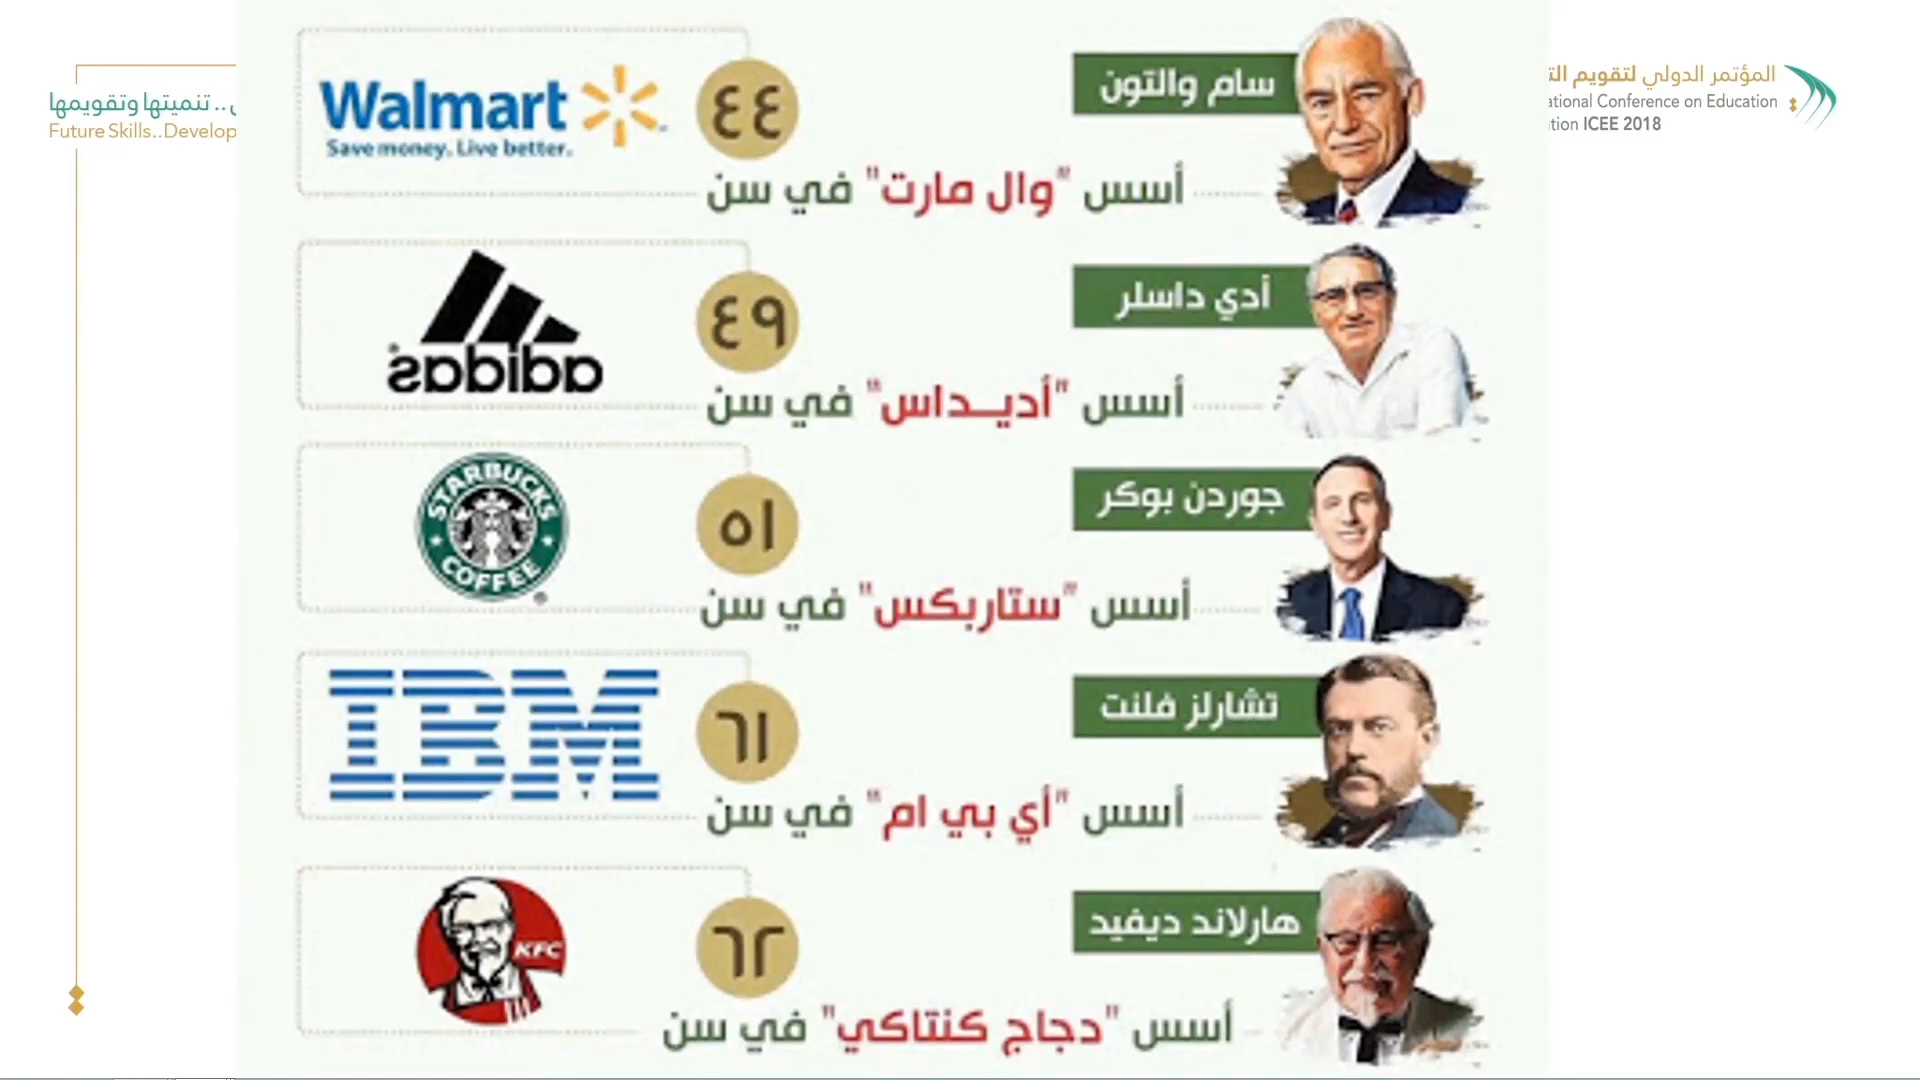 المؤتمر الدولي لتقويم
ational Conference on Education
tion ICEE 2018
.. تنميتها وتقويمها
Future Skills..Develop
سام والتون
أسس "وال مارت" في سن
٤٤
Walmart
Save money. Live better.
أدي داسلر
أسس "أديـداس" في سن
٤٩
adidas
جوردن بوكر
أسس "ستاربكس" في سن
٥١
STARBUCKS
COFFEE
تشارلز فلنت
أسس "أي بي ام" في سن
٦١
IBM
هارلاند ديفيد
أسس "دجاج كنتاكي" في سن
٦٢
KFC